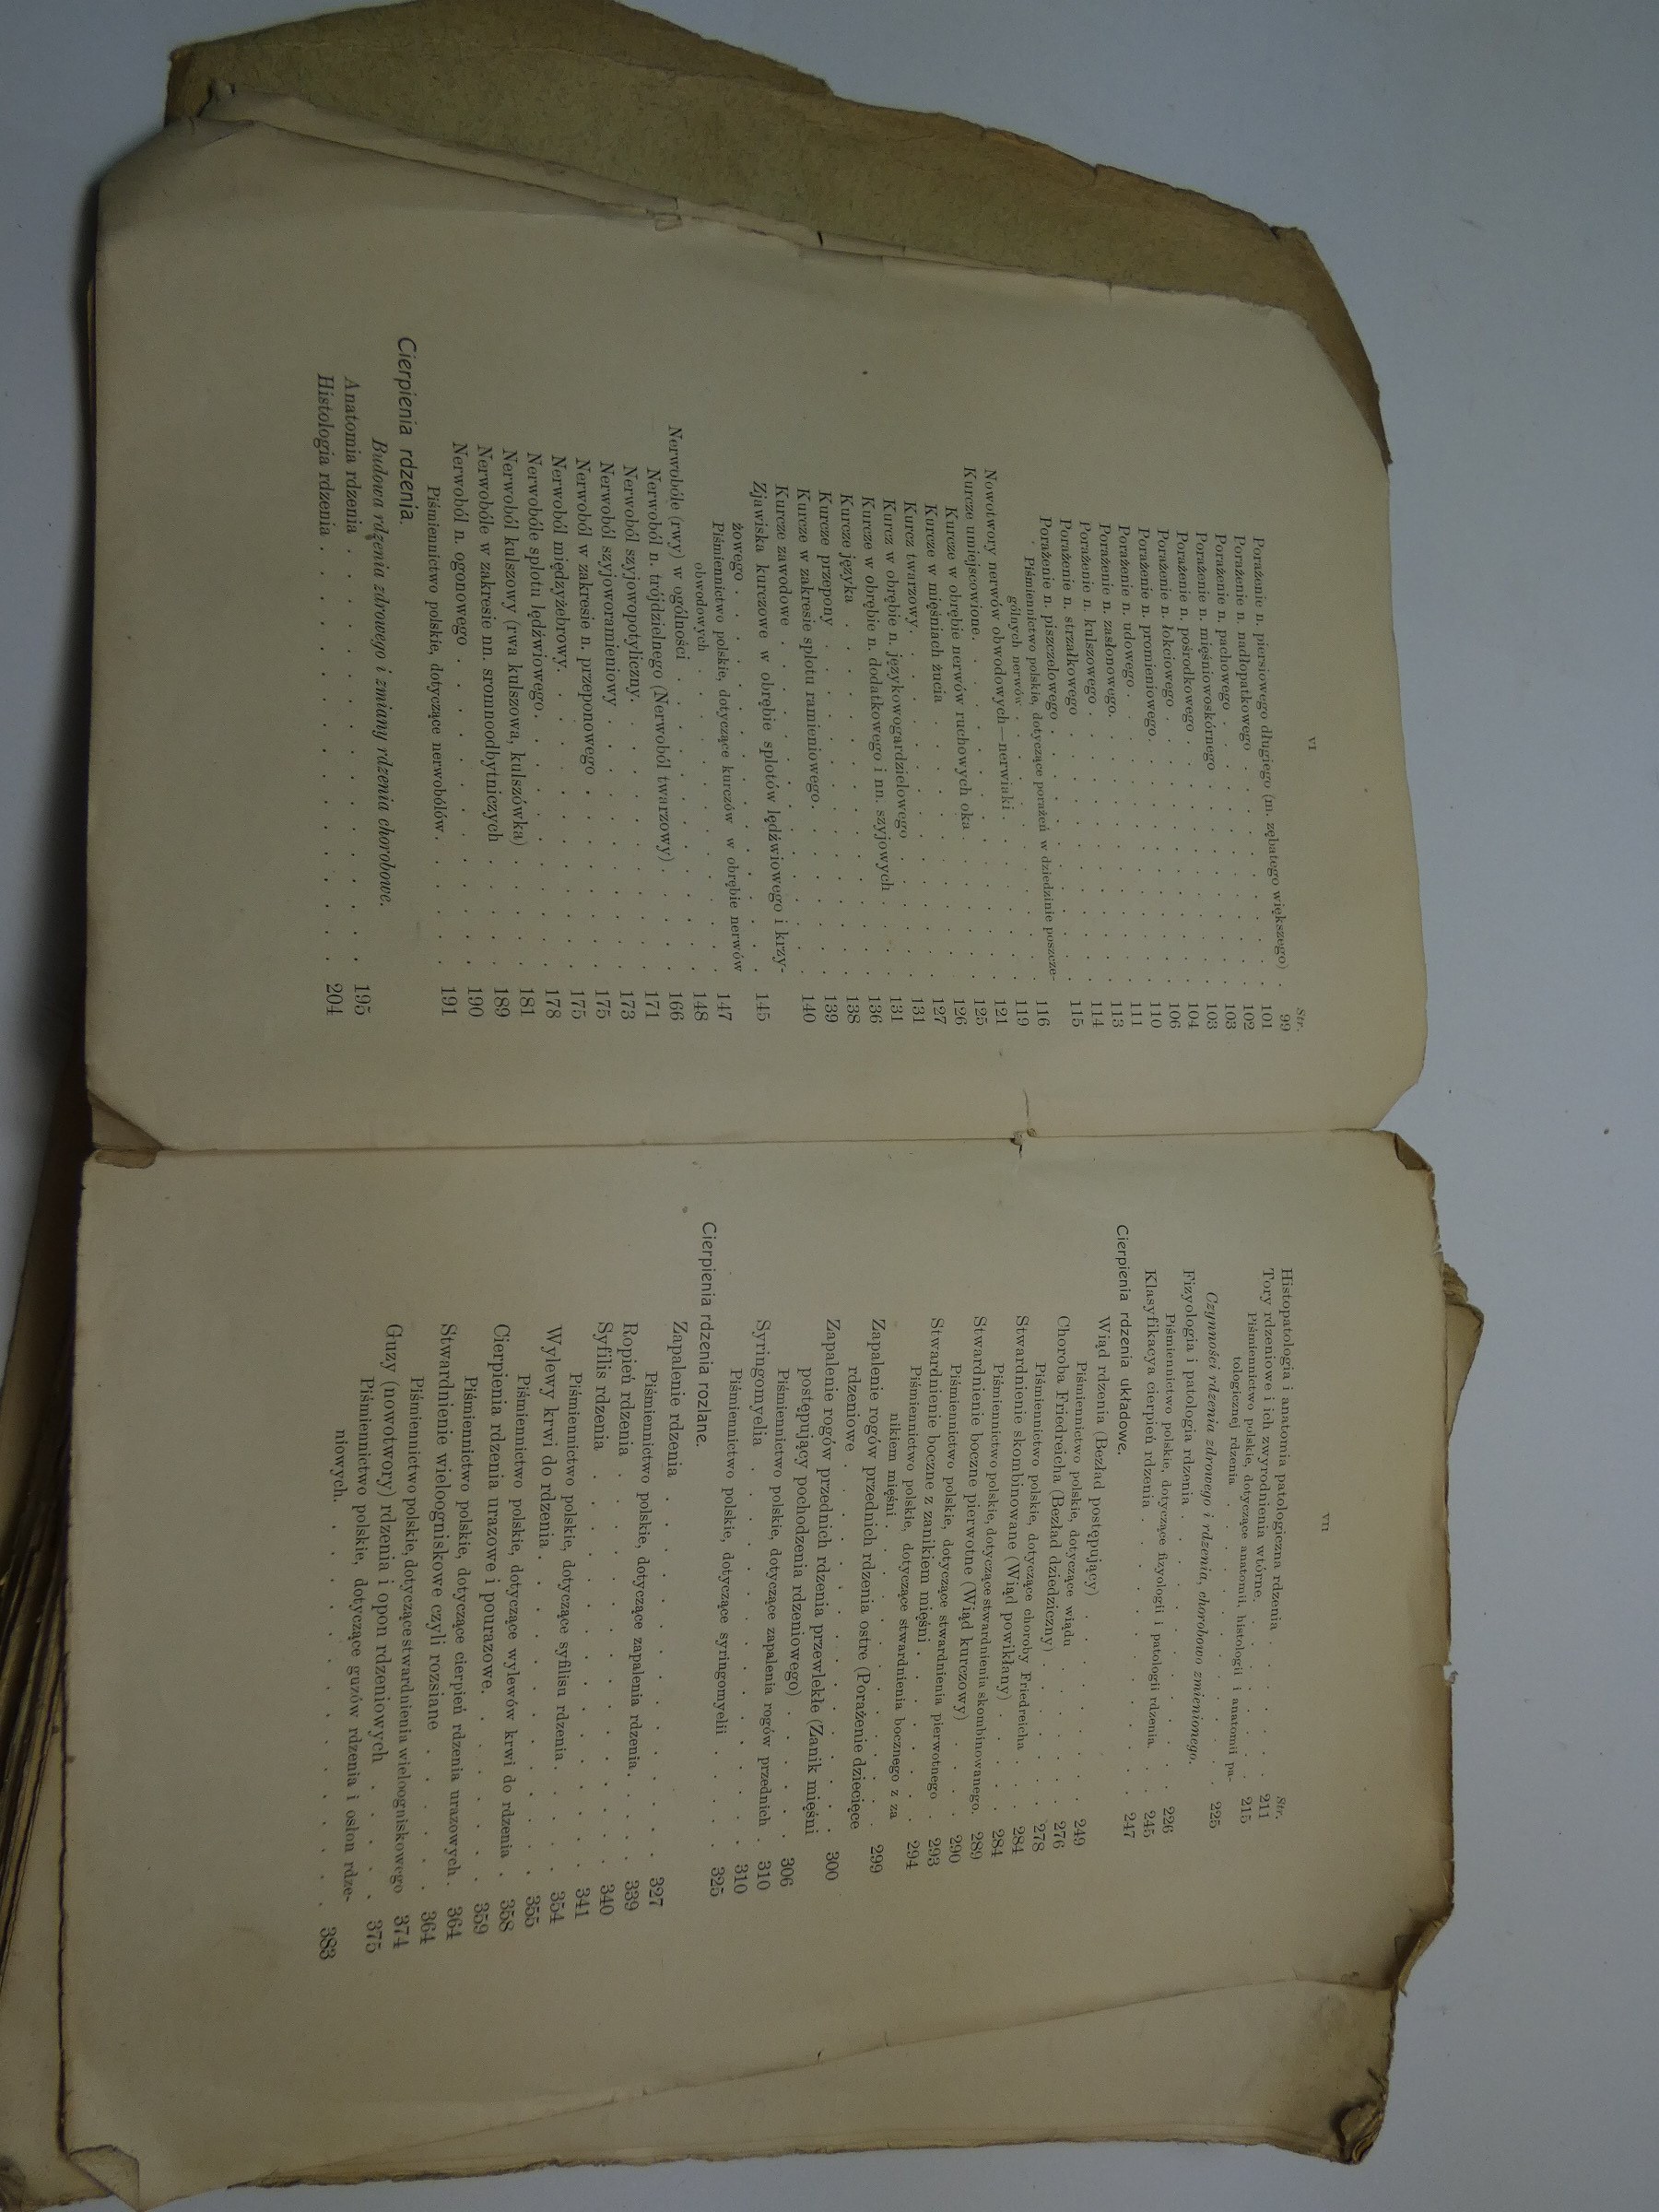 VI
Str.
Porażenie n. piersiowego długiego (m. zębatego większego) . 99
Porażenie n. nadłopatkowego . . . . . . 101
Porażenie n. pachowego . . . . . . 102
Porażenie n. mięśniowoskórnego . . . . . . 103
Porażenie n. pośrodkowego . . . . . . 103
Porażenie n. łokciowego . . . . . . 104
Porażenie n. promieniowego . . . . . . 106
Porażenie n. udowego . . . . . . 110
Porażenie n. zasłonowego . . . . . . 111
Porażenie n. kulszowego . . . . . . 113
Porażenie n. strzałkowego . . . . . . 114
Porażenie n. piszczelowego . . . . . . 115
Piśmiennictwo polskie, dotyczące porażeń w dziedzinie poszcze-
gólnych nerwów . . . . . . 116
Nowotwory nerwów obwodowych—nerwiaki . . . . . . 119
Kurcze umiejscowione . . . . . . 121
Kurcze w obrębie nerwów ruchowych oka . . . . . . 125
Kurcze w mięśniach żucia . . . . . . 126
Kurcz twarzowy . . . . . . 127
Kurcz w obrębie n. językowogardzielowego . . . . . . 131
Kurcze w obrębie n. dodatkowego i nn. szyjowych . . . . . . 131
Kurcze języka . . . . . . 136
Kurcze przepony . . . . . . 138
Kurcze w zakresie splotu ramieniowego . . . . . . 139
Kurcze zawodowe . . . . . . 140
Zjawiska kurczowe w obrębie splotów lędźwiowego i krzy-
żowego . . . . . . 145
Piśmiennictwo polskie, dotyczące kurczów w obrębie nerwów
obwodowych . . . . . . 147
Nerwobóle (rwy) w ogólności . . . . . . 148
Nerwoból n. trójdzielnego (Nerwoból twarzowy) . . . . . . 166
Nerwoból szyjowopotyliczny . . . . . . 171
Nerwoból szyjoworamieniowy . . . . . . 173
Nerwoból w zakresie n. przeponowego . . . . . . 175
Nerwoból międzyżebrowy . . . . . . 175
Nerwobóle splotu lędźwiowego . . . . . . 178
Nerwoból kulszowy (rwa kulszowa, kulszówka) . . . . . . 181
Nerwobóle w zakresie nn. sromnoodbytniczych . . . . . . 189
Nerwoból n. ogonowego . . . . . . 190
Piśmiennictwo polskie, dotyczące nerwobólów . . . . . . 191
Cierpienia rdzenia.
Budowa rdzenia zdrowego i zmiany rdzenia chorobowe.
Anatomia rdzenia . . . . . . 195
Histologia rdzenia . . . . . . 204
VII
Str.
Histopatologia i anatomia patologiczna rdzenia . . . . . . 211
Tory rdzeniowe i ich zwyrodnienia wtórne, . . . . . . 215
Piśmiennictwo polskie, dotyczące anatomii, histologii i anatomii pa-
tologicznej rdzenia . . . . . . 225
Czynności rdzenia zdrowego i rdzenia, chorobowo zmienionego.
Fizyologia i patologia rdzenia . . . . . . 226
Piśmiennictwo polskie, dotyczące fizyologii i patologii rdzenia . 245
Klasyfikacya cierpień rdzenia . . . . . . 247
Cierpienia rdzenia układowe.
Wiąd rdzenia (Bezład postępujący) . . . . . . 249
Piśmiennictwo polskie, dotyczące wiądu . . . . . . 276
Choroba Friedreicha (Bezład dziedziczny) . . . . . . 278
Piśmiennictwo polskie, dotyczące choroby Friedreicha . . . 284
Stwardnienie skombinowane (Wiąd powikłany) . . . . . . 284
Piśmiennictwo polskie, dotyczące stwardnienia skombinowanego. 289
Stwardnienie boczne pierwotne (Wiąd kurczowy) . . . . . . 290
Piśmiennictwo polskie, dotyczące stwardnienia pierwotnego . 293
Stwardnienie boczne z zanikiem mięśni . . . . . . 294
Piśmiennictwo polskie, dotyczące stwardnienia bocznego z za
nikiem mięśni . . . . . . 299
Zapalenie rogów przednich rdzenia ostre (Porażenie dziecięce
rdzeniowe . . . . . . 300
Zapalenie rogów przednich rdzenia przewlekłe (Zanik mięśni
postępujący pochodzenia rdzeniowego) . . . . . . 306
Piśmiennictwo polskie, dotyczące zapalenia rogów przednich . 310
Syringomyelia . . . . . . 310
Piśmiennictwo polskie, dotyczące syringomyelii . . . . . . 325
Cierpienia rdzenia rozlane.
Zapalenie rdzenia . . . . . . 327
Piśmiennictwo polskie, dotyczące zapalenia rdzenia . . . . 339
Ropień rdzenia . . . . . . 340
Syfilis rdzenia . . . . . . 341
Piśmiennictwo polskie, dotyczące syfilisu rdzenia . . . . . . 354
Wylewy krwi do rdzenia . . . . . . 355
Piśmiennictwo polskie, dotyczące wylewów krwi do rdzenia . 358
Cierpienia rdzenia urazowe i pourazowe . . . . . . 359
Piśmiennictwo polskie, dotyczące cierpień rdzenia urazowych . 364
Stwardnienie wieloogniskowe czyli rozsiane . . . . . . 364
Piśmiennictwo polskie, dotyczące stwardnienia wieloogniskowego 374
Guzy (nowotwory) rdzenia i opon rdzeniowych . . . . . . 375
Piśmiennictwo polskie, dotyczące guzów rdzenia i osłon rdze-
niowych. . . . . . . 383